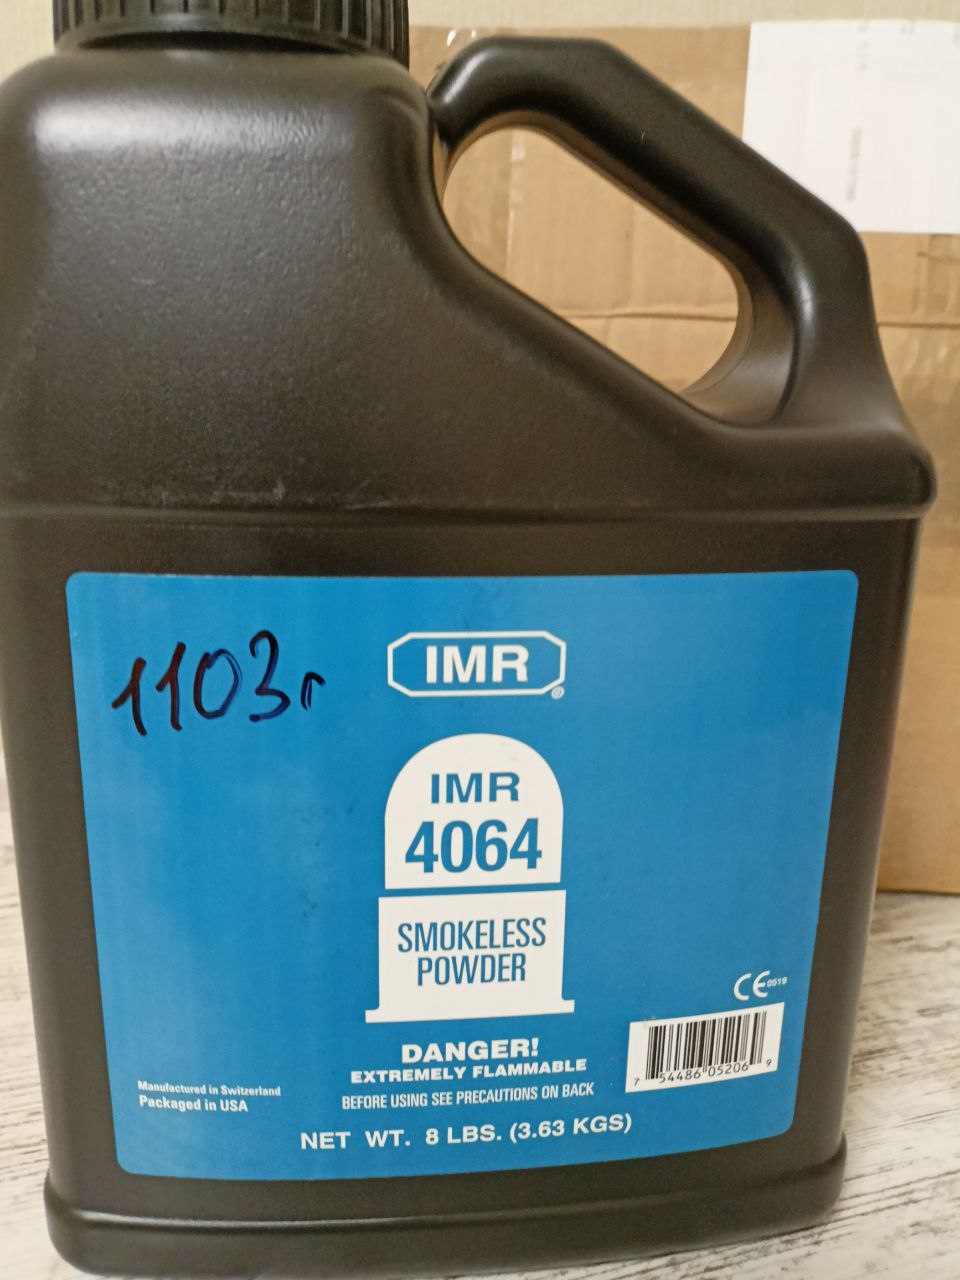 1103г
IMR
IMR
4064
SMOKELESS
POWDER
CE 0519
DANGER!
EXTREMELY FLAMMABLE
BEFORE USING SEE PRECAUTIONS ON BACK
Manufactured in Switzerland
Packaged in USA
7 54486 05206 9
NET WT. 8 LBS. (3.63 KGS)